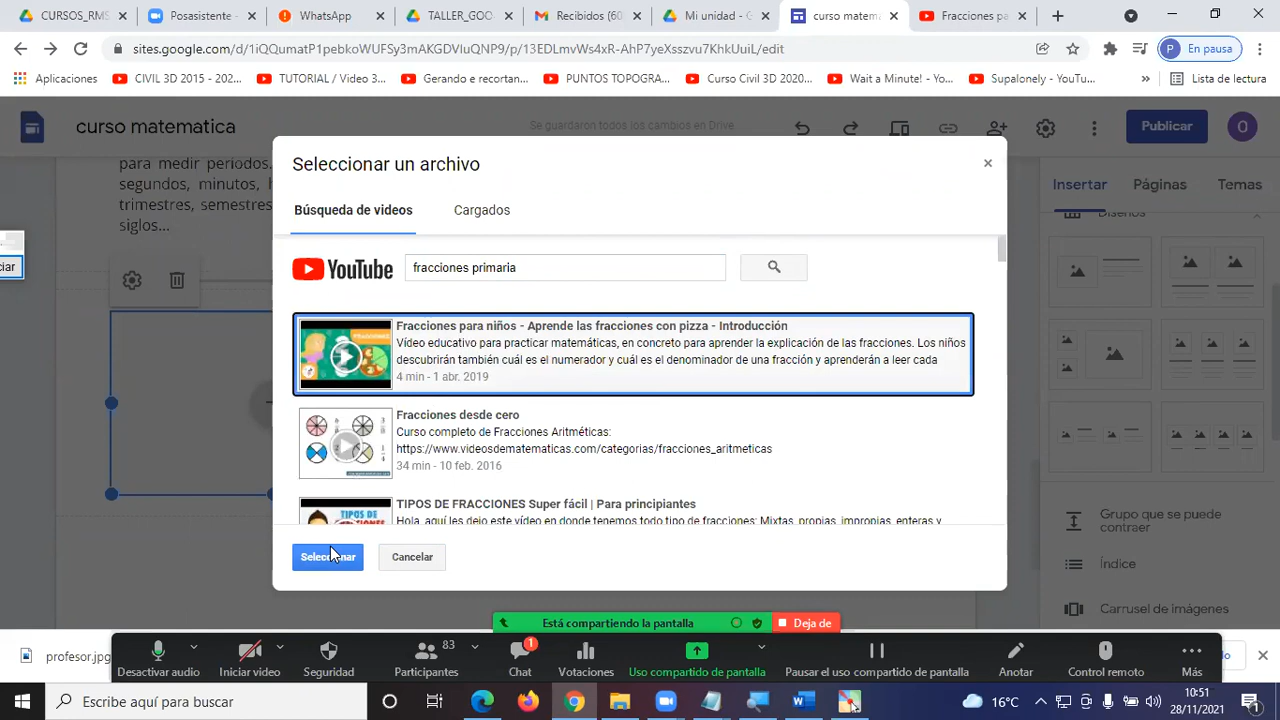 CURSOS_RMS
Posasistente -
WhatsApp
TALLER_GOO
Recibidos (60
Mi unidad - G
curso matem
Fracciones pa
sites.google.com/d/1iQQumatP1pebkoWUFSy3mAKGDVIuQNP9/p/13EDLmvWs4xR-AhP7yeXsszvu7KhkUuiL/edit
P
En pausa
Aplicaciones
CIVIL 3D 2015 - 202...
TUTORIAL / Video 3...
Gerando e recortan...
PUNTOS TOPOGRA...
Curso Civil 3D 2020...
Wait a Minute! - Yo...
Supalonely - YouTu...
»
Lista de lectura
curso matematica
Se guardaron todos los cambios en Drive
Publicar
O
para medir periodos.
segundos, minutos, h
trimestres, semestres
siglos...
ciar
Seleccionar un archivo
×
Búsqueda de videos
Cargados
YouTube
fracciones primaria
Fracciones para niños - Aprende las fracciones con pizza - Introducción
Vídeo educativo para practicar matemáticas, en concreto para aprender la explicación de las fracciones. Los niños
descubrirán también cuál es el numerador y cuál es el denominador de una fracción y aprenderán a leer cada
4 min - 1 abr. 2019
Fracciones desde cero
Curso completo de Fracciones Aritméticas:
https://www.videosdematematicas.com/categorias/fracciones_aritmeticas
34 min - 10 feb. 2016
TIPOS DE
TIPOS DE FRACCIONES Super fácil | Para principiantes
Hola, aquí les dejo este vídeo en donde tenemos todo tipo de fracciones: Mixtas, propias, impropias, enteras y
Seleccionar
Cancelar
Insertar
Páginas
Temas
Diseños
Grupo que se puede
contraer
Índice
Carrusel de imágenes
Está compartiendo la pantalla
Deja de
profesor.jpg
Desactivar audio
Iniciar video
Seguridad
83
Participantes
1
Chat
Votaciones
Uso compartido de pantalla
Pausar el uso compartido de pantalla
Anotar
Control remoto
Más
Escribe aquí para buscar
16°C
10:51
28/11/2021
1